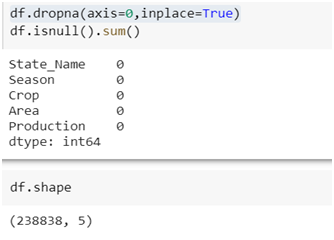 df.dropna(axis=0,inplace=True)
df.isnull().sum()
State_Name    0
Season        0
Crop          0
Area          0
Production    0
dtype: int64
df.shape
(238838, 5)